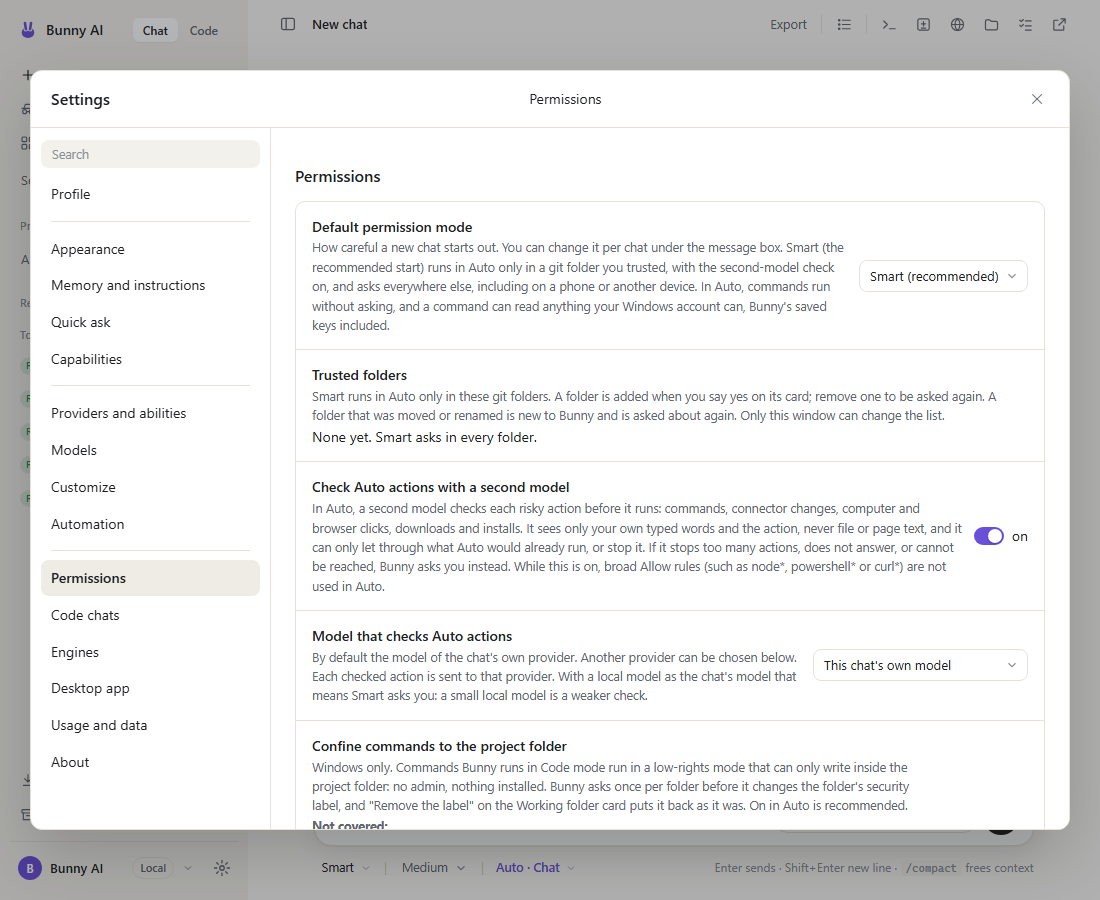 Bunny AI
Chat
Code
New chat
Export
Settings
Permissions
Search
Profile
Appearance
Memory and instructions
Quick ask
Capabilities
Providers and abilities
Models
Customize
Automation
Permissions
Code chats
Engines
Desktop app
Usage and data
About
Permissions
Default permission mode
How careful a new chat starts out. You can change it per chat under the message box. Smart (the
recommended start) runs in Auto only in a git folder you trusted, with the second-model check
on, and asks everywhere else, including on a phone or another device. In Auto, commands run
without asking, and a command can read anything your Windows account can, Bunny's saved
keys included.
Smart (recommended)
Trusted folders
Smart runs in Auto only in these git folders. A folder is added when you say yes on its card; remove one to be asked again. A
folder that was moved or renamed is new to Bunny and is asked about again. Only this window can change the list.
None yet. Smart asks in every folder.
Check Auto actions with a second model
In Auto, a second model checks each risky action before it runs: commands, connector changes, computer and
browser clicks, downloads and installs. It sees only your own typed words and the action, never file or page text, and it
can only let through what Auto would already run, or stop it. If it stops too many actions, does not answer, or cannot
be reached, Bunny asks you instead. While this is on, broad Allow rules (such as node*, powershell* or curl*) are not
used in Auto.
on
Model that checks Auto actions
By default the model of the chat's own provider. Another provider can be chosen below.
Each checked action is sent to that provider. With a local model as the chat's model that
means Smart asks you: a small local model is a weaker check.
This chat's own model
Confine commands to the project folder
Windows only. Commands Bunny runs in Code mode run in a low-rights mode that can only write inside the
project folder: no admin, nothing installed. Bunny asks once per folder before it changes the folder's security
label, and "Remove the label" on the Working folder card puts it back as it was. On in Auto is recommended.
Not covered:
B
Bunny AI
Local
Smart
Medium
Auto · Chat
Enter sends · Shift+Enter new line · /compact frees context